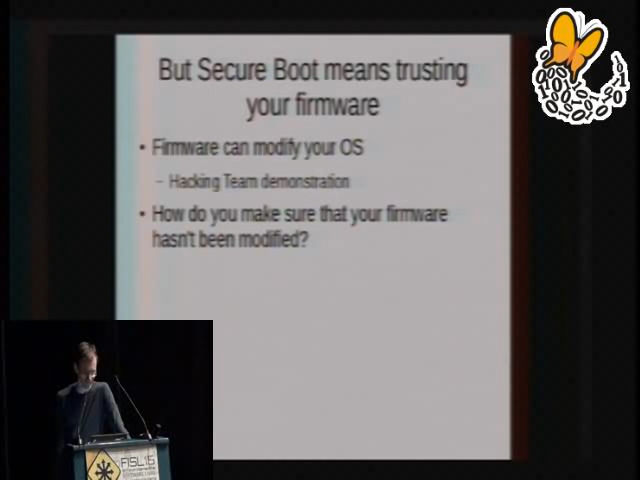 But Secure Boot means trusting
your firmware
• Firmware can modify your OS
– Hacking Team demonstration
• How do you make sure that your firmware
hasn't been modified?
FISL16